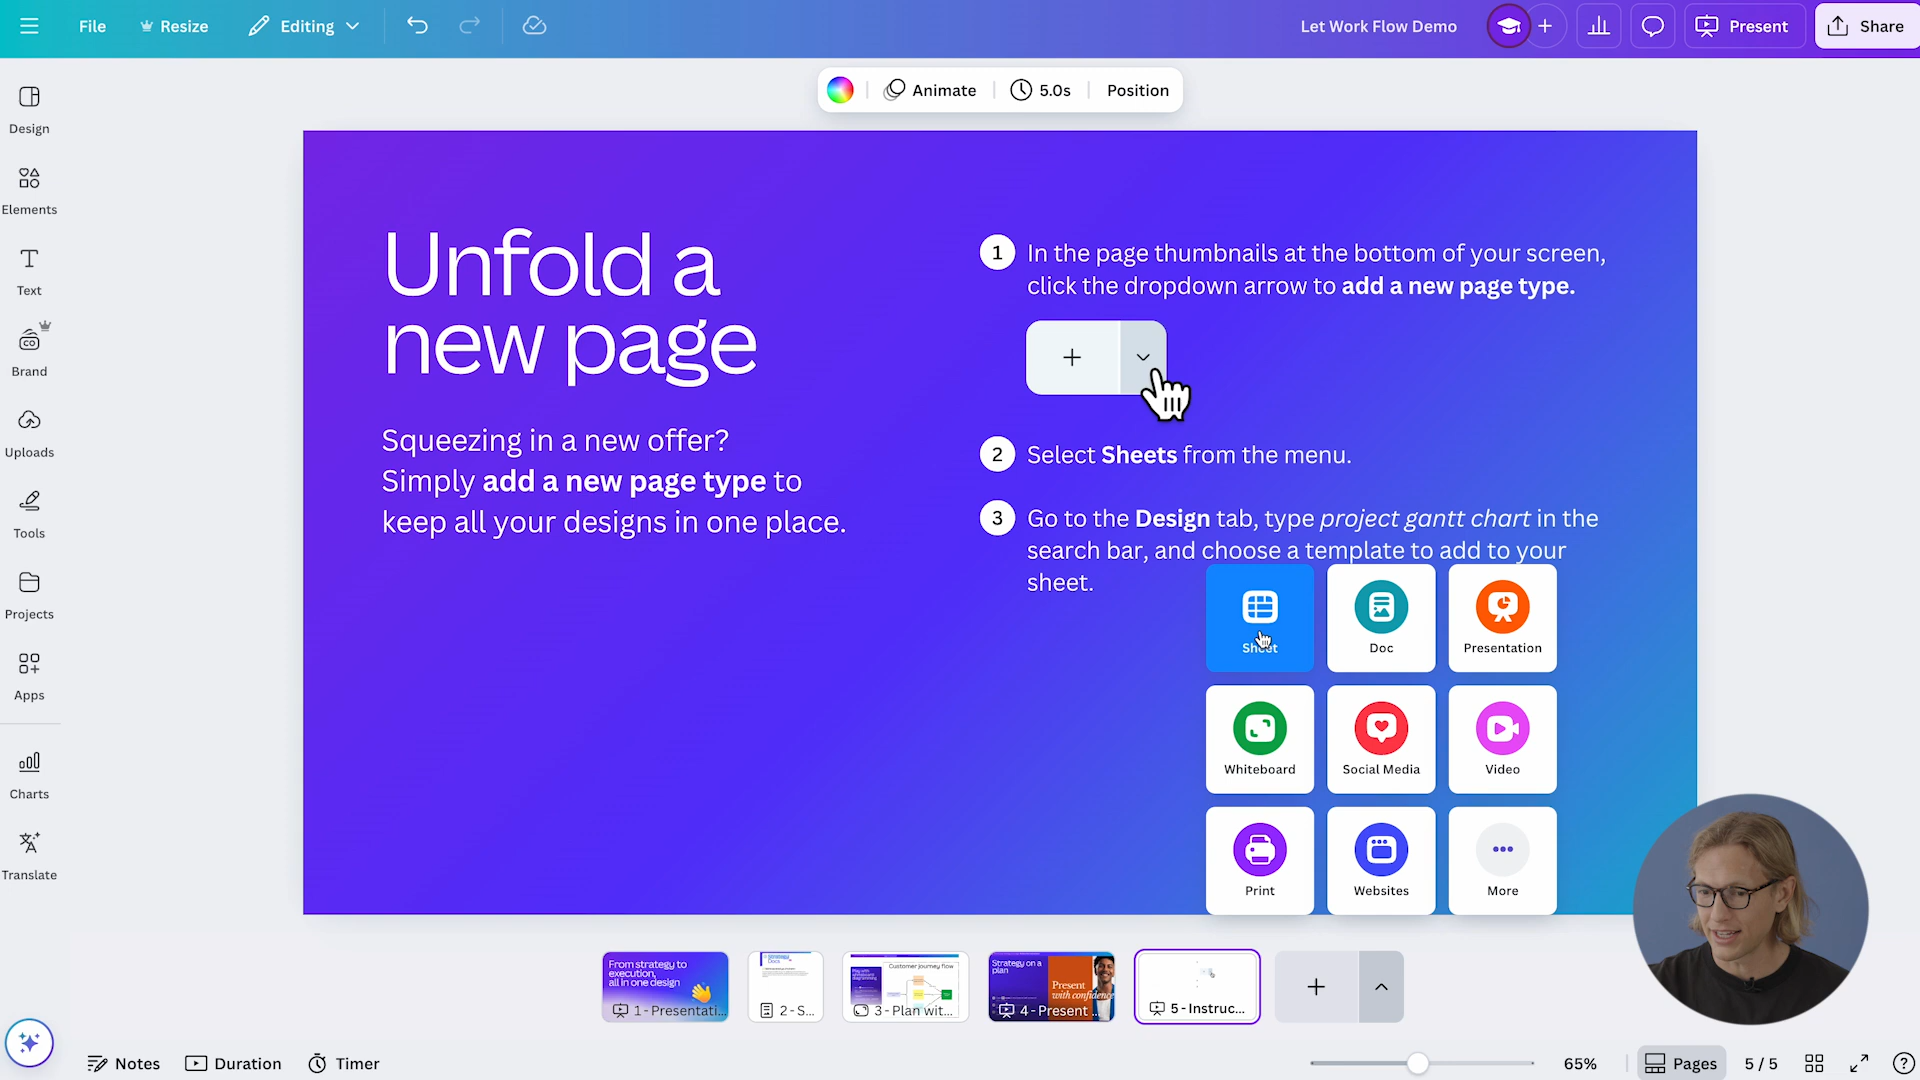 File
Resize
Editing
Let Work Flow Demo
Present
Share
Animate
5.0s
Position
Design
Elements
Text
Brand
Uploads
Tools
Projects
Apps
Charts
Translate
Unfold a
new page
Squeezing in a new offer?
Simply add a new page type to
keep all your designs in one place.
1 In the page thumbnails at the bottom of your screen,
click the dropdown arrow to add a new page type.
2 Select Sheets from the menu.
3 Go to the Design tab, type project gantt chart in the
search bar, and choose a template to add to your
sheet.
Sheet
Doc
Presentation
Whiteboard
Social Media
Video
Print
Websites
More
From strategy to
execution,
all in one design
1 - Presentati...
2 - S...
Customer journey flow
3 - Plan wit...
Strategy on a
plan
Present
with confidence
4 - Present ...
5 - Instruc...
Notes
Duration
Timer
65%
Pages
5 / 5